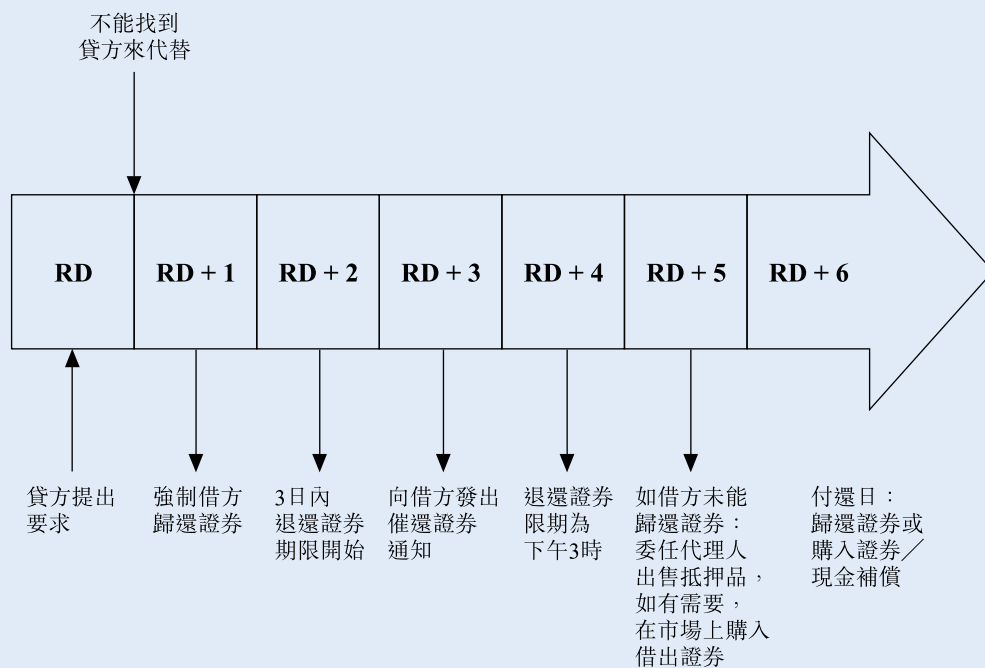 不能找到
貸方來代替
RD
RD + 1
RD + 2
RD + 3
RD + 4
RD + 5
RD + 6
貸方提出
要求
強制借方
歸還證券
3日內
退還證券
期限開始
向借方發出
催還證券
通知
退還證券
限期為
下午3時
如借方未能
歸還證券：
委任代理人
出售抵押品，
如有需要，
在市場上購入
借出證券
付還日：
歸還證券或
購入證券╱
現金補償